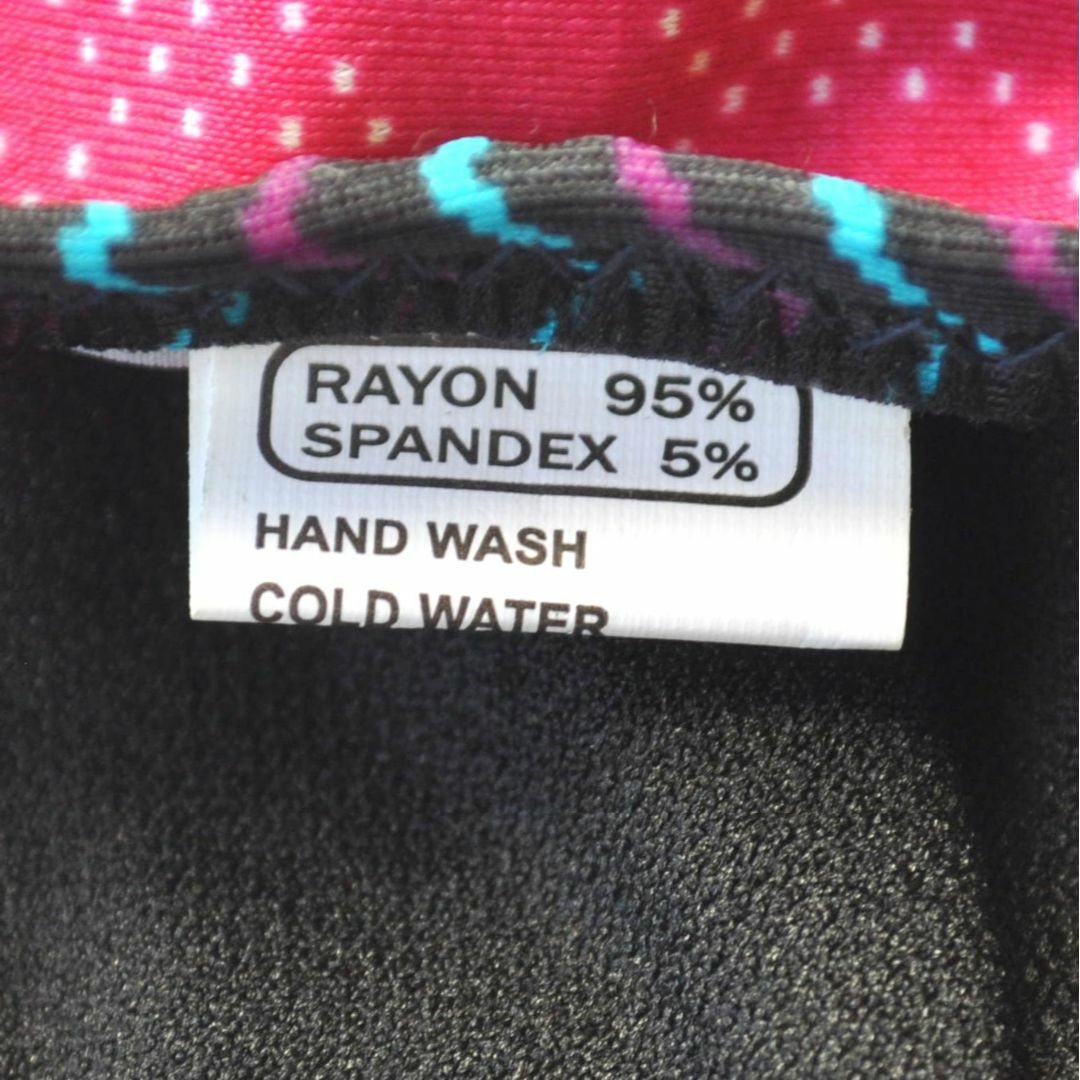 RAYON 95%
SPANDEX 5%
HAND WASH
COLD WATER